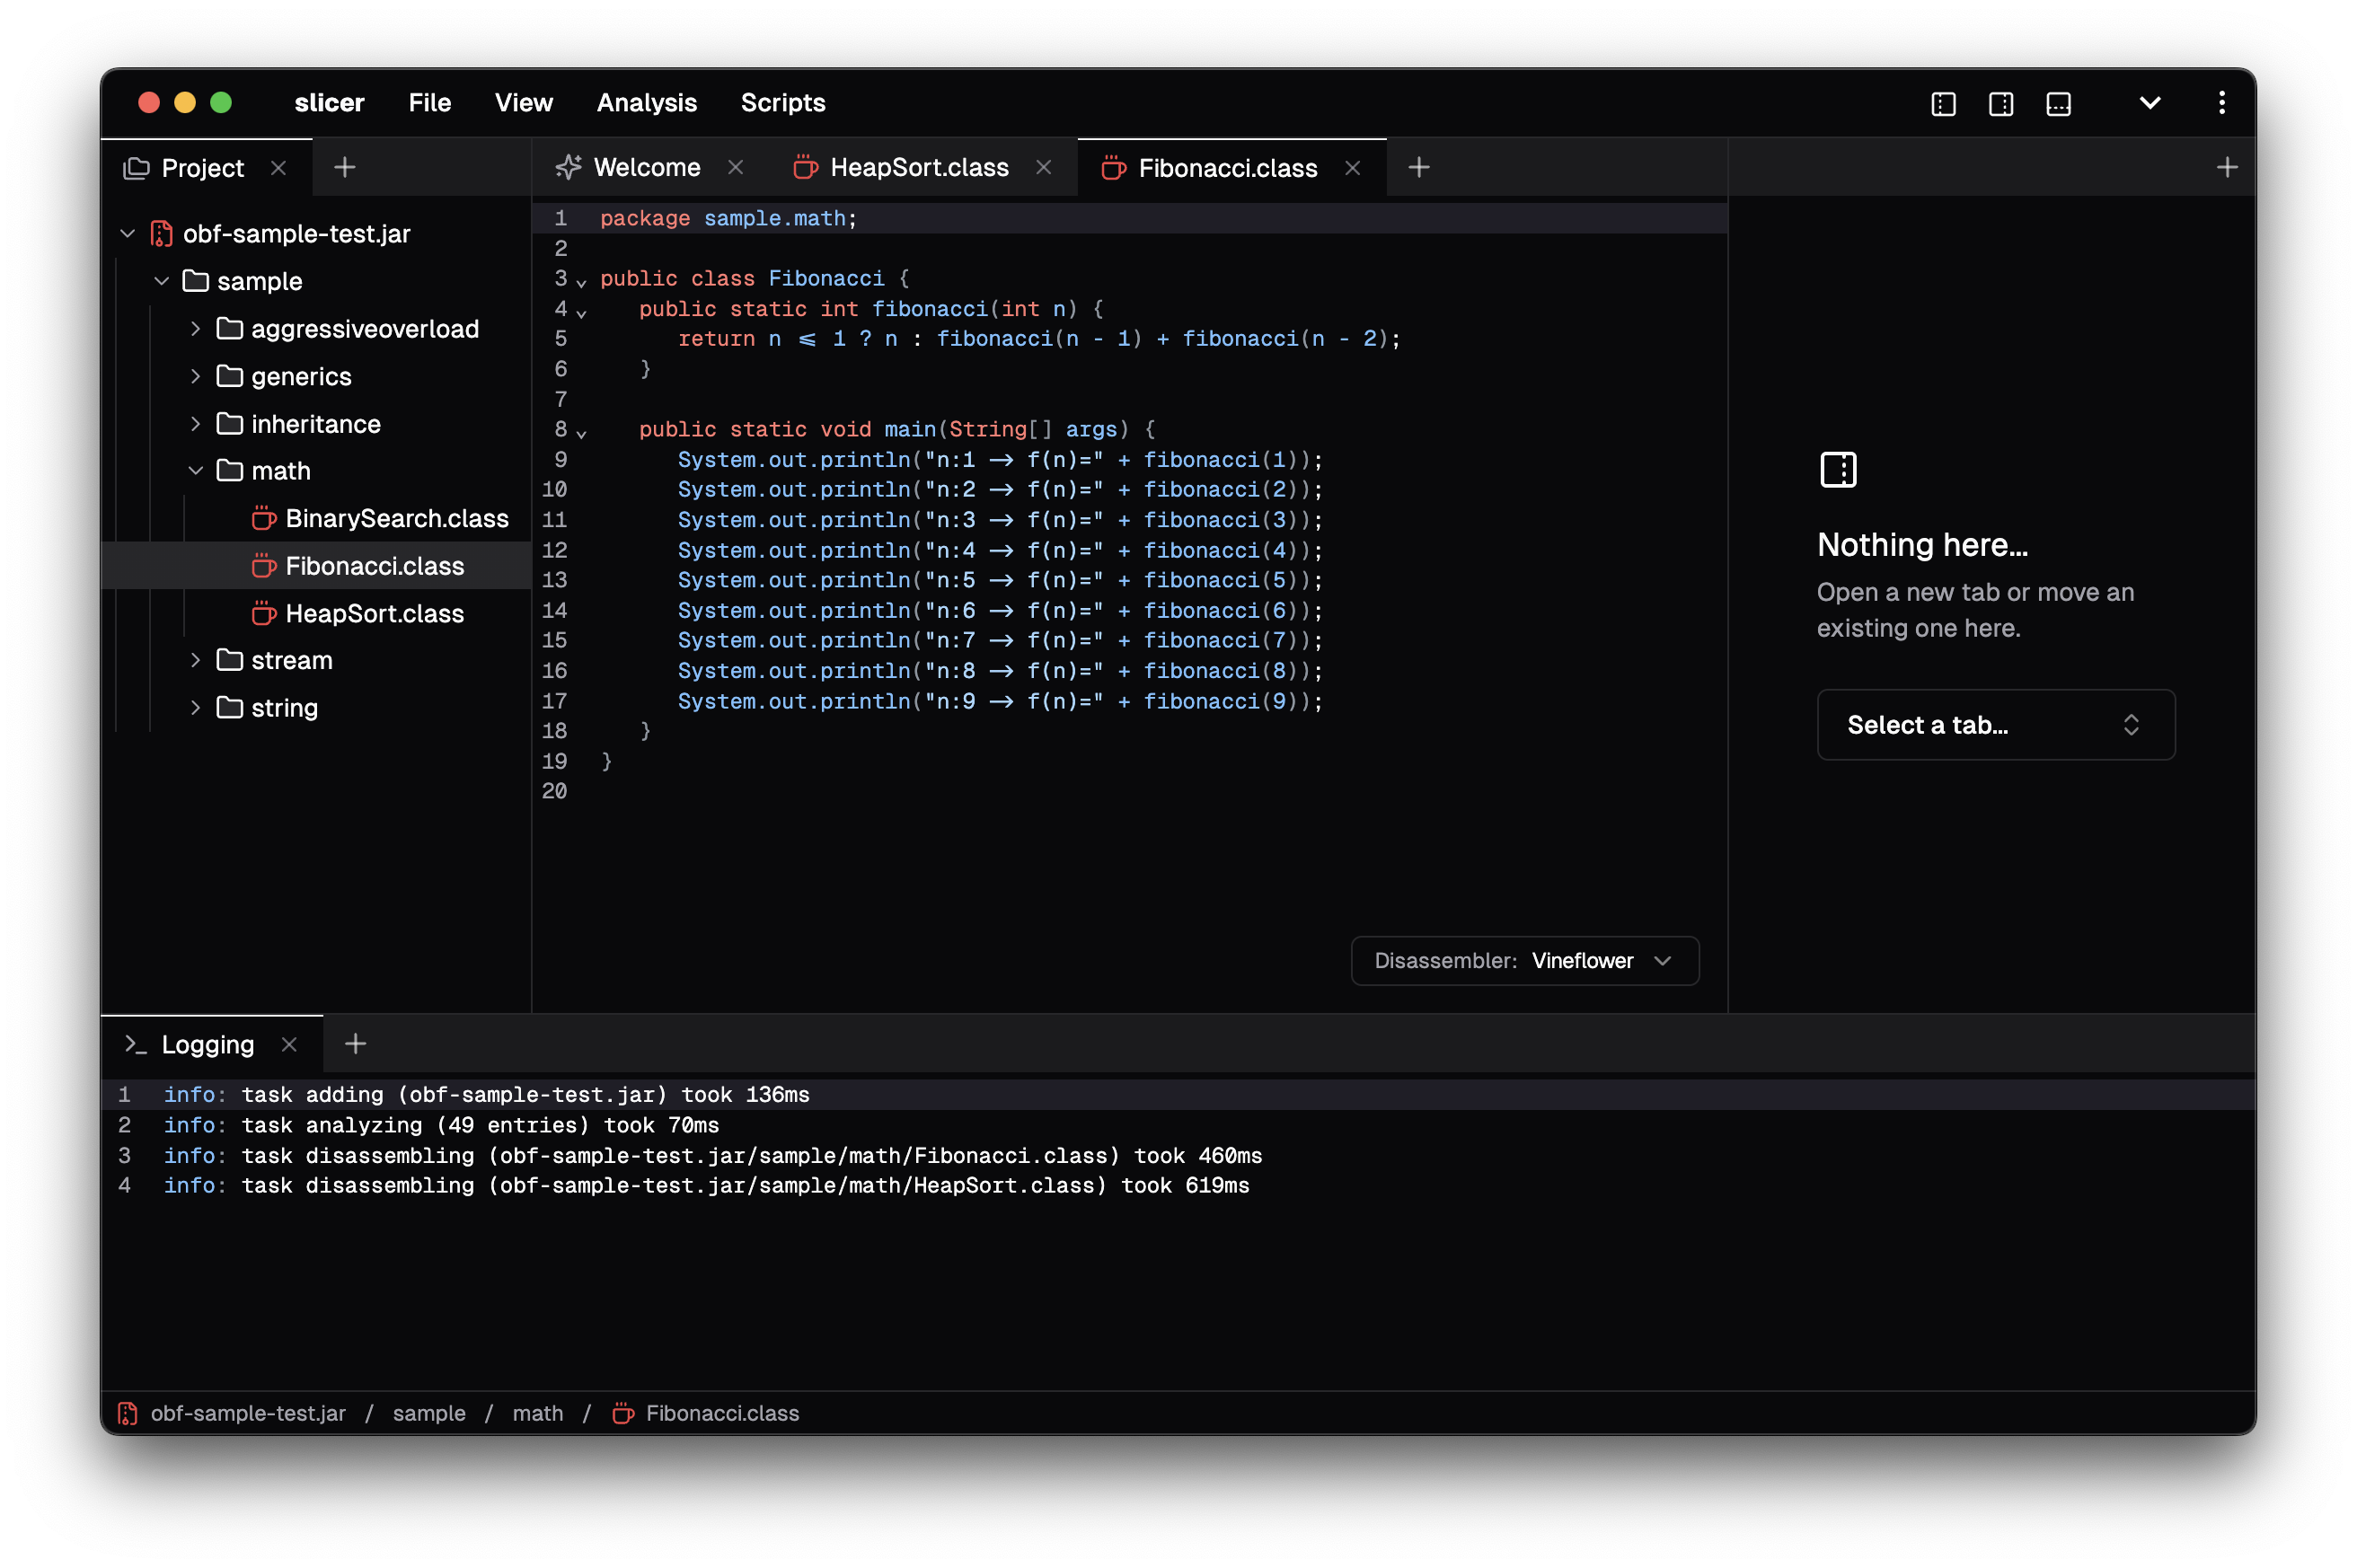 slicer File View Analysis Scripts
Project
obf-sample-test.jar
sample
aggressiveoverload
generics
inheritance
math
BinarySearch.class
Fibonacci.class
HeapSort.class
stream
string
Welcome HeapSort.class Fibonacci.class
1 package sample.math;
2
3 public class Fibonacci {
4 public static int fibonacci(int n) {
5 return n <= 1 ? n : fibonacci(n - 1) + fibonacci(n - 2);
6 }
7
8 public static void main(String[] args) {
9 System.out.println("n:1 -> f(n)=" + fibonacci(1));
10 System.out.println("n:2 -> f(n)=" + fibonacci(2));
11 System.out.println("n:3 -> f(n)=" + fibonacci(3));
12 System.out.println("n:4 -> f(n)=" + fibonacci(4));
13 System.out.println("n:5 -> f(n)=" + fibonacci(5));
14 System.out.println("n:6 -> f(n)=" + fibonacci(6));
15 System.out.println("n:7 -> f(n)=" + fibonacci(7));
16 System.out.println("n:8 -> f(n)=" + fibonacci(8));
17 System.out.println("n:9 -> f(n)=" + fibonacci(9));
18 }
19 }
20
Disassembler: Vineflower
Nothing here...
Open a new tab or move an
existing one here.
Select a tab...
Logging
1 info: task adding (obf-sample-test.jar) took 136ms
2 info: task analyzing (49 entries) took 70ms
3 info: task disassembling (obf-sample-test.jar/sample/math/Fibonacci.class) took 460ms
4 info: task disassembling (obf-sample-test.jar/sample/math/HeapSort.class) took 619ms
obf-sample-test.jar / sample / math / Fibonacci.class